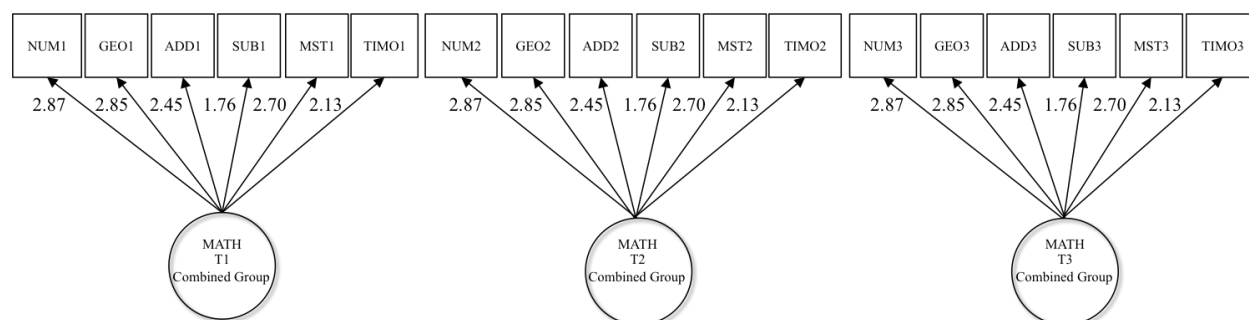 NUM1 GEO1 ADD1 SUB1 MST1 TIMO1 NUM2 GEO2 ADD2 SUB2 MST2 TIMO2 NUM3 GEO3 ADD3 SUB3 MST3 TIMO3
2.87 2.85 2.45 1.76 2.70 2.13 2.87 2.85 2.45 1.76 2.70 2.13 2.87 2.85 2.45 1.76 2.70 2.13
MATH
T1
Combined Group
MATH
T2
Combined Group
MATH
T3
Combined Group